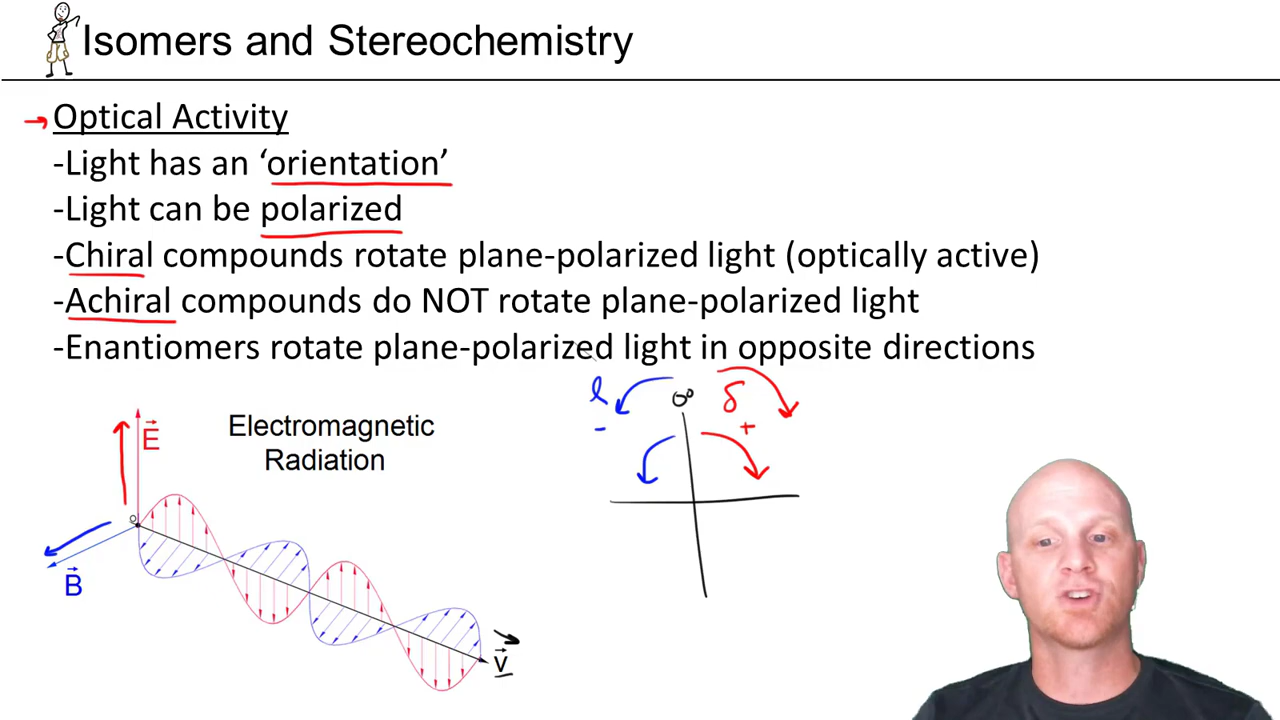 Isomers and Stereochemistry
Optical Activity
-Light has an ‘orientation’
-Light can be polarized
-Chiral compounds rotate plane-polarized light (optically active)
-Achiral compounds do NOT rotate plane-polarized light
-Enantiomers rotate plane-polarized light in opposite directions
l 0° δ
- +
Electromagnetic
Radiation
E
B
v